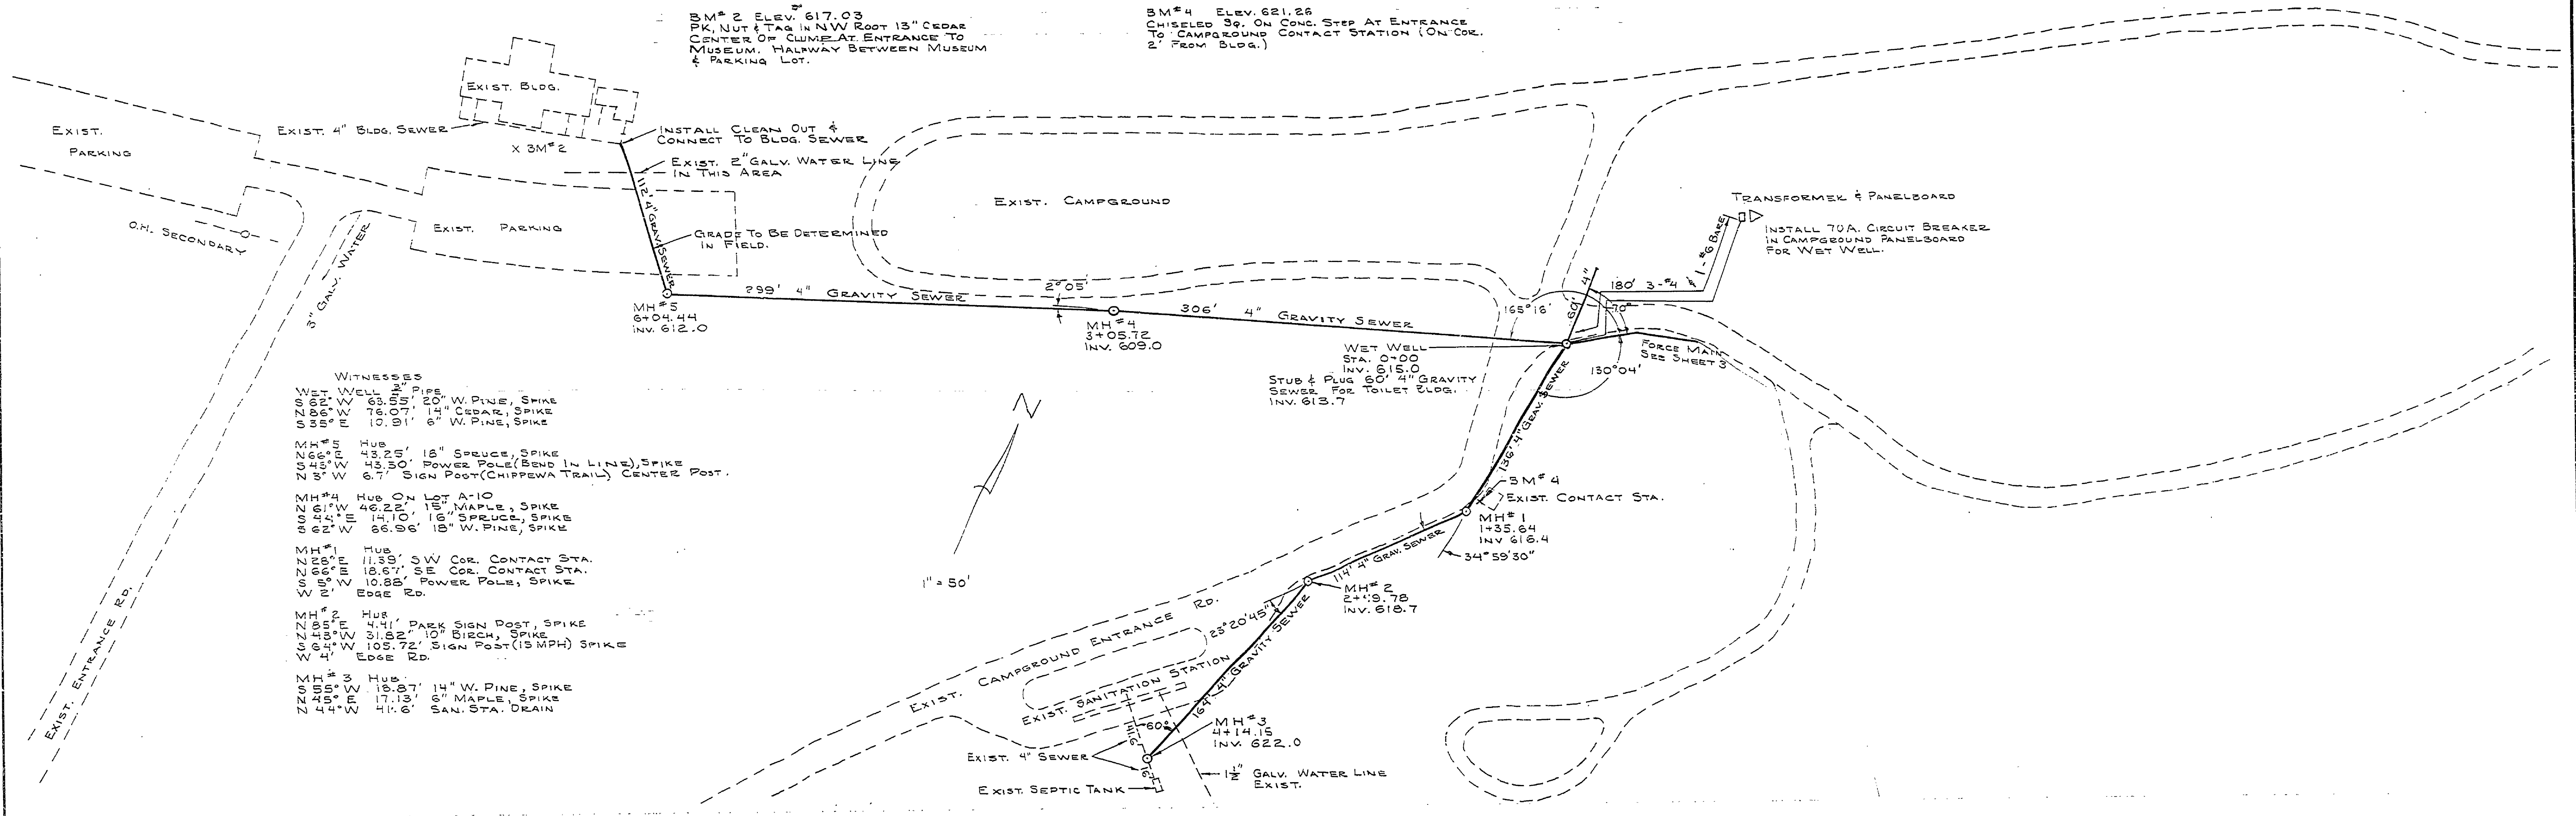 BM#2 ELEV. 617.03
PK, NUT & TAG IN NW ROOT 13" CEDAR
CENTER OF CLUMP AT ENTRANCE TO
MUSEUM. HALFWAY BETWEEN MUSEUM
& PARKING LOT.
BM#4 ELEV. 621.26
CHISELED SQ. ON CONC. STEP AT ENTRANCE
TO CAMPGROUND CONTACT STATION (ON COR.
2' FROM BLDG.)
EXIST. BLDG.
EXIST. 4" BLDG. SEWER
X BM#2
INSTALL CLEAN OUT &
CONNECT TO BLDG. SEWER
EXIST. 2" GALV. WATER LINE
IN THIS AREA
EXIST.
PARKING
O.H. SECONDARY
3" GALV. WATER
EXIST. PARKING
112' 4" GRAV. SEWER
GRADE TO BE DETERMINED
IN FIELD.
EXIST. CAMPGROUND
TRANSFORMER & PANELBOARD
INSTALL 70A. CIRCUIT BREAKER
IN CAMPGROUND PANELBOARD
FOR WET WELL.
180' 3-#4 & 1-#6 BARE
60' 4"
70°
165°16'
130°04'
MH#5
6+04.44
INV. 612.0
299' 4" GRAVITY SEWER
2°05'
MH#4
3+05.72
INV. 609.0
306' 4" GRAVITY SEWER
WET WELL
STA. 0+00
INV. 615.0
STUB & PLUG 60' 4" GRAVITY
SEWER FOR TOILET BLDG.
INV. 613.7
FORCE MAIN
SEE SHEET 3
136' 4" GRAV. SEWER
BM#4
EXIST. CONTACT STA.
MH#1
1+35.64
INV 616.4
34°59'30"
114' 4" GRAV. SEWER
MH#2
INV. 618.7
23°20'45"
164' 4" GRAVITY SEWER
MH#3
4+14.15
INV. 622.0
60°
41.6
16'
EXIST. 4" SEWER
EXIST. SEPTIC TANK
1½" GALV. WATER LINE
EXIST.
EXIST. SANITATION STATION
EXIST. CAMPGROUND ENTRANCE RD.
EXIST. ENTRANCE RD.
N
1" = 50'
WITNESSES
WET WELL 3/4" PIPE
S 62° W 63.55' 20" W. PINE, SPIKE
N 86° W 76.07' 14" CEDAR, SPIKE
S 35° E 10.91' 6" W. PINE, SPIKE
MH#5 HUB
N 66° E 43.25' 18" SPRUCE, SPIKE
S 45° W 43.30' POWER POLE (BEND IN LINE), SPIKE
N 3° W 6.7' SIGN POST (CHIPPEWA TRAIL) CENTER POST.
MH#4 HUB ON LOT A-10
N 61° W 46.22' 15" MAPLE, SPIKE
S 44° E 14.10' 16" SPRUCE, SPIKE
S 62° W 66.96' 18" W. PINE, SPIKE
MH#1 HUB
N 28° E 11.39' SW COR. CONTACT STA.
N 66° E 18.67' SE COR. CONTACT STA.
S 5° W 10.88' POWER POLE, SPIKE
W 2' EDGE RD.
MH#2 HUB
N 85° E 4.41' PARK SIGN POST, SPIKE
N 43° W 31.82' 10" BIRCH, SPIKE
S 64° W 105.72' SIGN POST (15 MPH) SPIKE
W 4' EDGE RD.
MH#3 HUB
S 55° W 18.87' 14" W. PINE, SPIKE
N 45° E 17.13' 6" MAPLE, SPIKE
N 44° W 41.6' SAN. STA. DRAIN